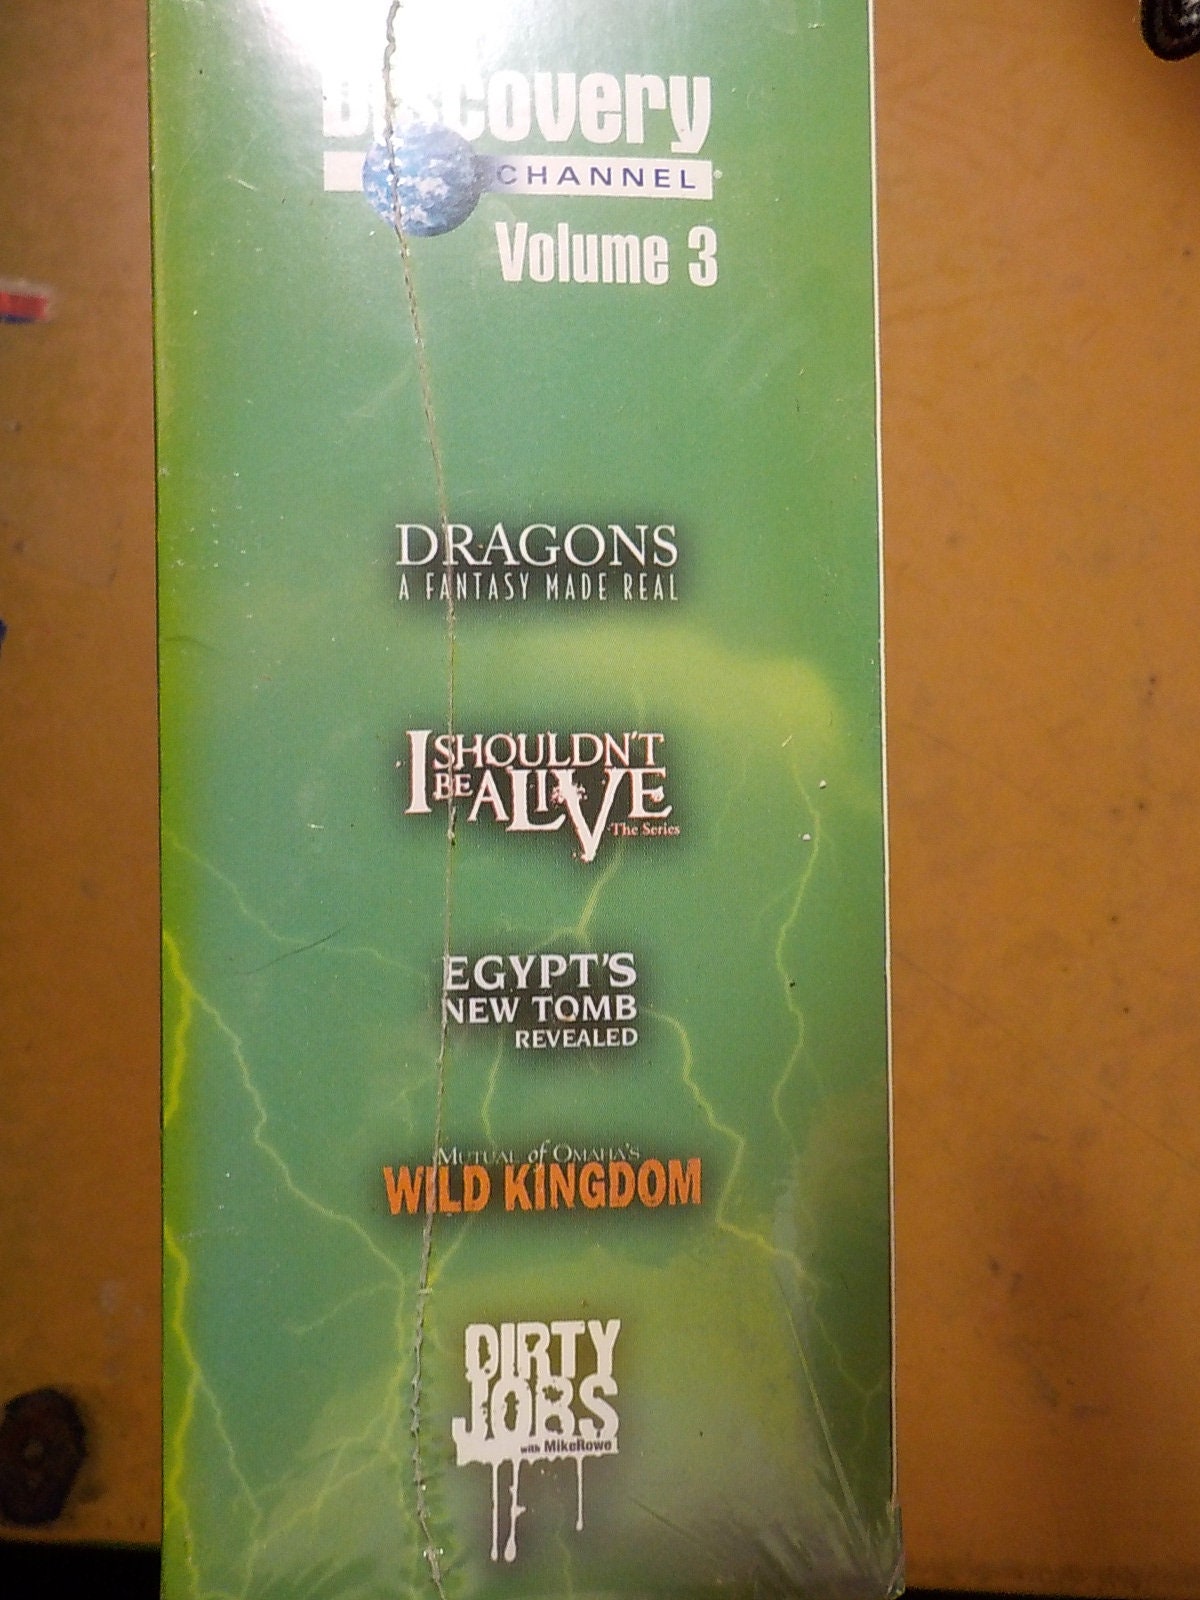 Discovery
CHANNEL
Volume 3
DRAGONS
A FANTASY MADE REAL
I SHOULDN'T
BE ALIVE
The Series
EGYPT'S
NEW TOMB
REVEALED
MUTUAL of OMAHA'S
WILD KINGDOM
DIRTY
JOBS
with MikeRowe